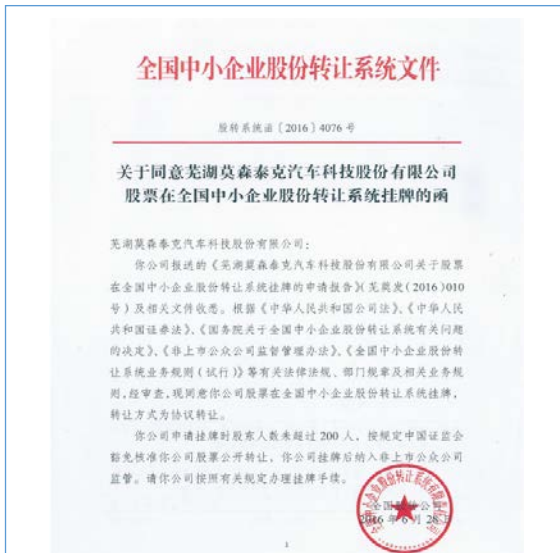 全国中小企业股份转让系统文件
股转系统函〔2016〕4076号
关于同意芜湖莫森泰克汽车科技股份有限公司
股票在全国中小企业股份转让系统挂牌的函
芜湖莫森泰克汽车科技股份有限公司：
你公司报送的《芜湖莫森泰克汽车科技股份有限公司关于股票
在全国中小企业股份转让系统挂牌的申请报告》（芜莫发（2016）010
号）及相关文件收悉。根据《中华人民共和国公司法》、《中华人民
共和国证券法》、《国务院关于全国中小企业股份转让系统有关问题
的决定》、《非上市公众公司监督管理办法》、《全国中小企业股份转
让系统业务规则（试行）》等有关法律法规、部门规章及相关业务规
则，经审查，现同意你公司股票在全国中小企业股份转让系统挂牌，
转让方式为协议转让。
你公司申请挂牌时股东人数未超过 200 人，按规定中国证监会
豁免核准你公司股票公开转让，你公司挂牌后纳入非上市公众公司
监管。请你公司按照有关规定办理挂牌手续。
2016 年 6 月 28 日
1